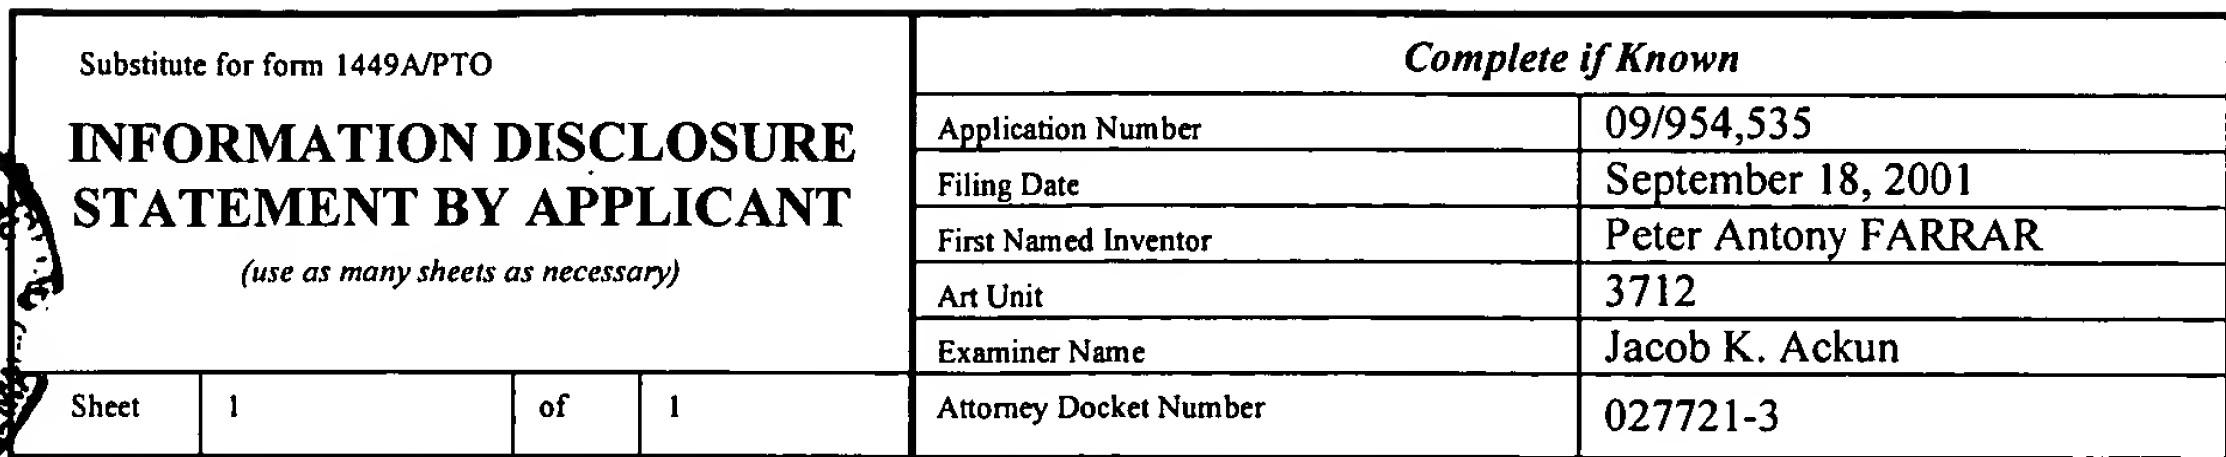 Substitute for form 1449A/PTO
INFORMATION DISCLOSURE
STATEMENT BY APPLICANT
(use as many sheets as necessary)
Sheet 1 of 1
Complete if Known
Application Number 09/954,535
Filing Date September 18, 2001
First Named Inventor Peter Antony FARRAR
Art Unit 3712
Examiner Name Jacob K. Ackun
Attorney Docket Number 027721-3